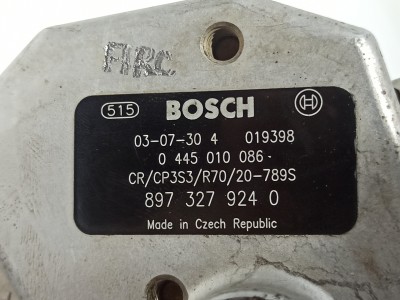 FIRC
515 BOSCH
03-07-30 4 019398
0 445 010 086-
CR/CP3S3/R70/20-789S
897 327 924 0
Made in Czech Republic